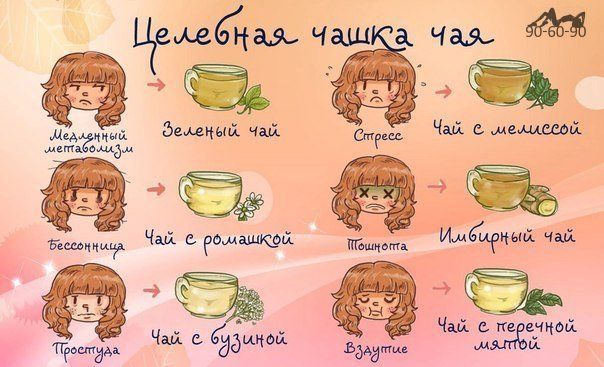 Целебная чашка чая
90-60-90
Медленный
метаболизм
Зеленый чай
Стресс
Чай с мелиссой
Бессонница
Чай с ромашкой
Тошнота
Имбирный чай
Простуда
Чай с бузиной
Вздутие
Чай с перечной
мятой